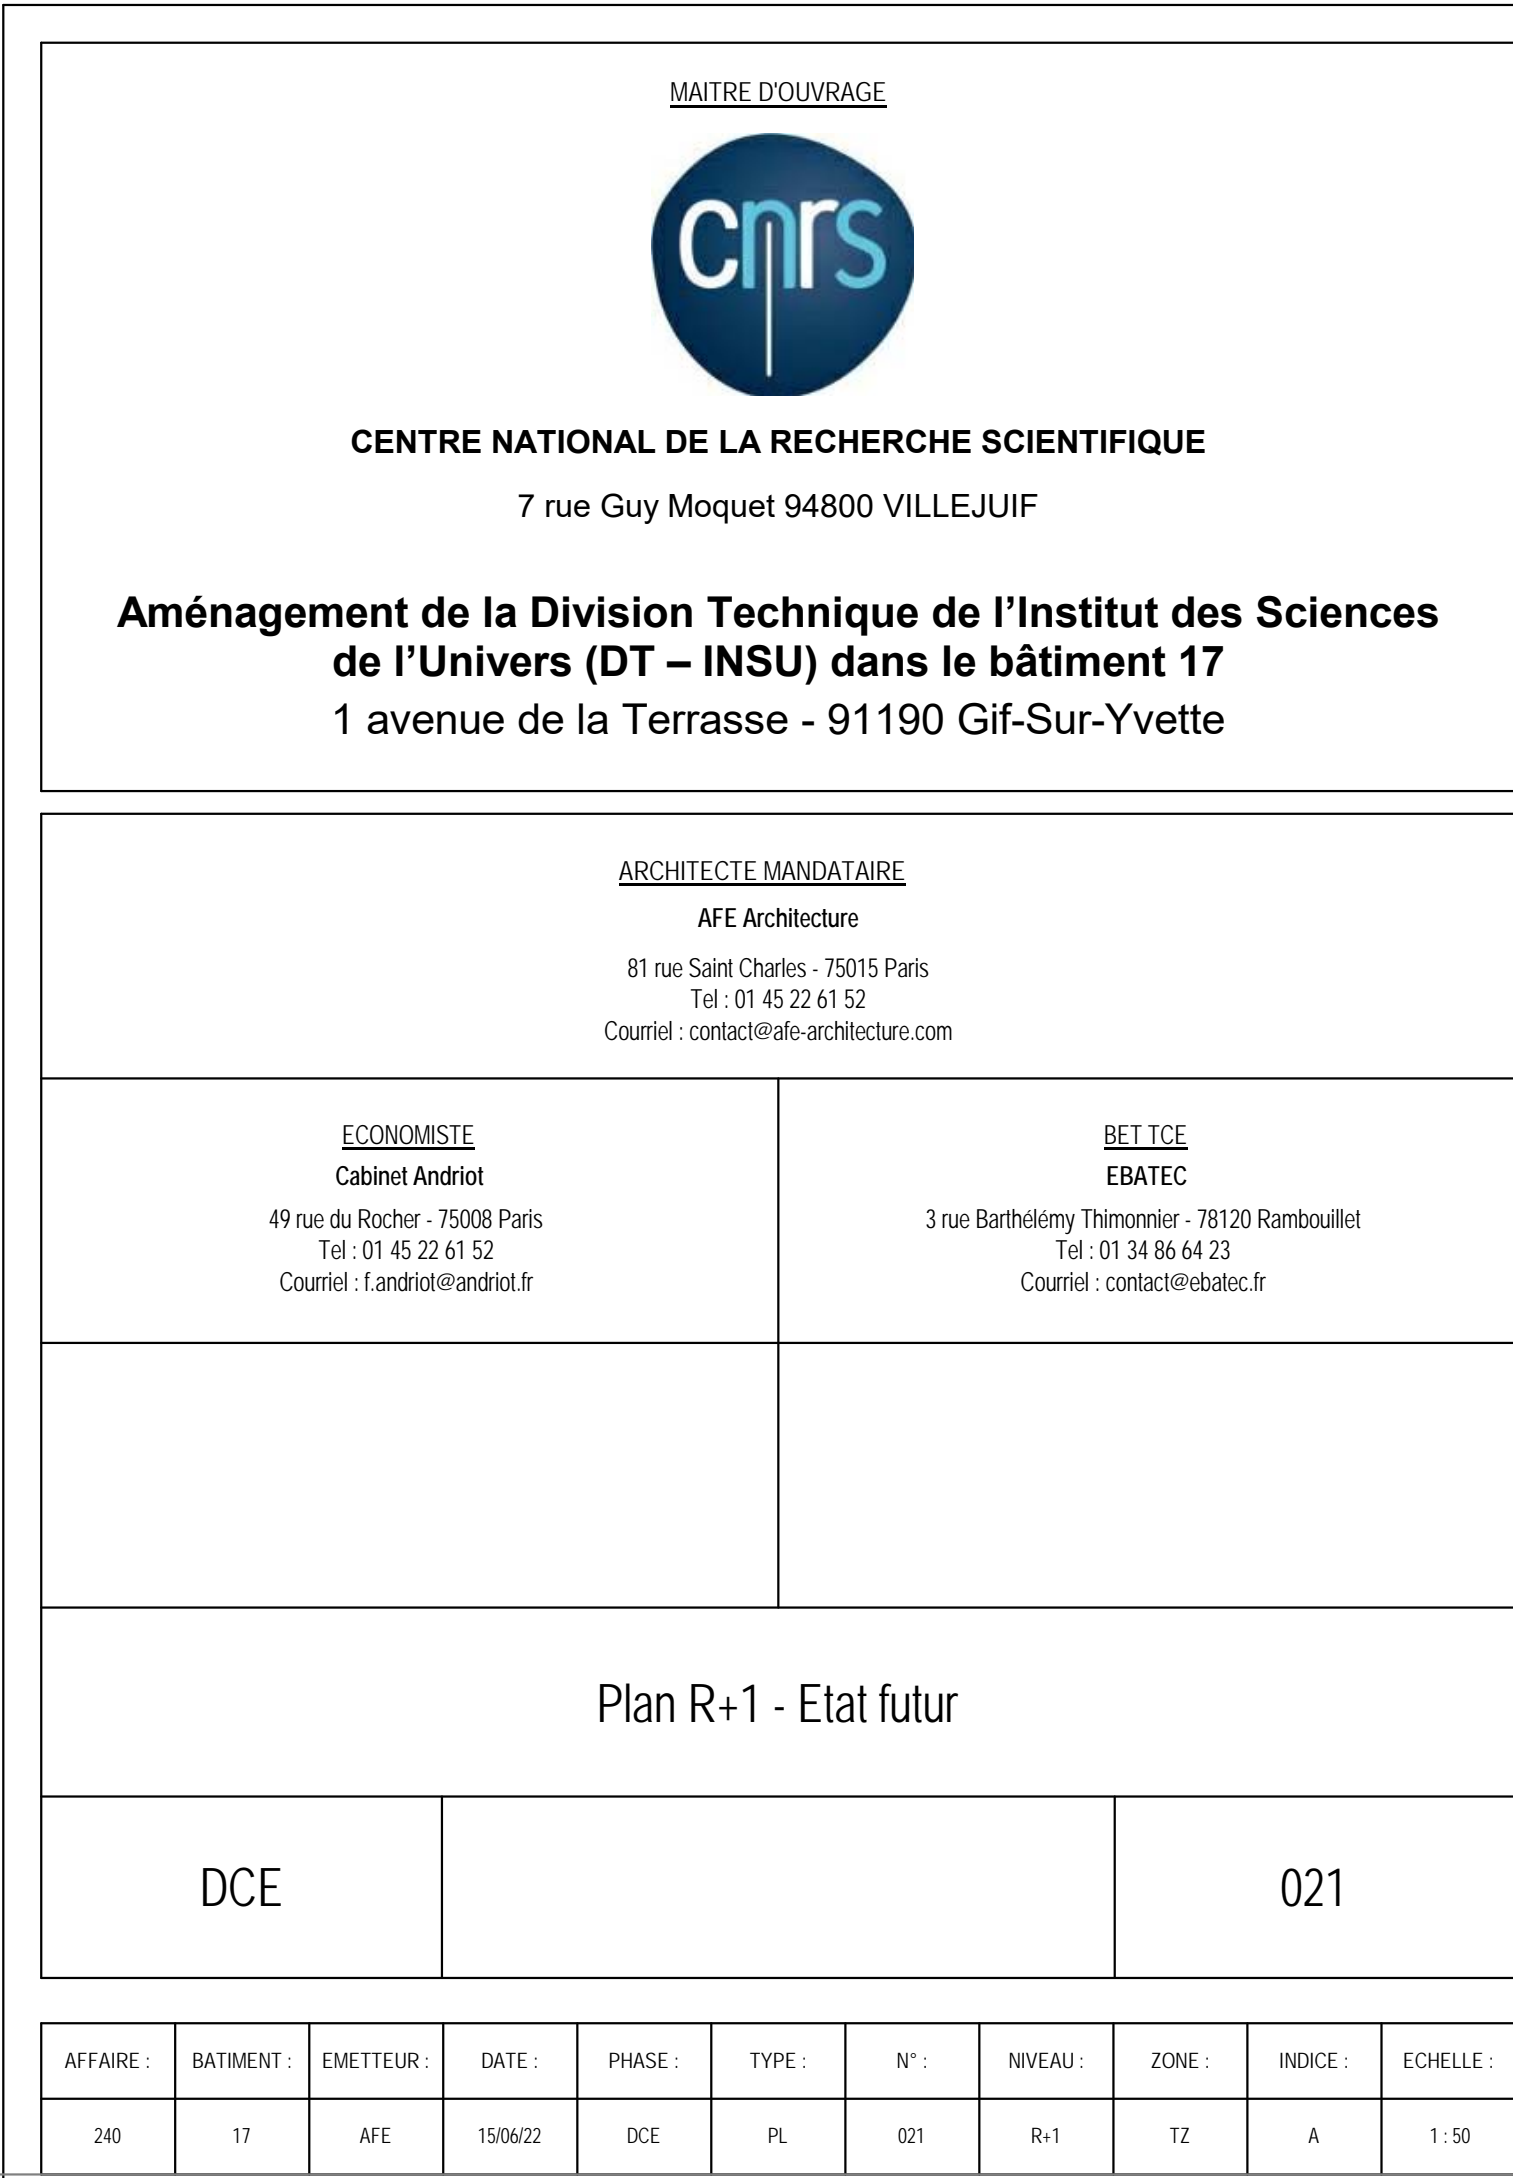 MAITRE D'OUVRAGE
cnrs
CENTRE NATIONAL DE LA RECHERCHE SCIENTIFIQUE
7 rue Guy Moquet 94800 VILLEJUIF
Aménagement de la Division Technique de l’Institut des Sciences
de l’Univers (DT – INSU) dans le bâtiment 17
1 avenue de la Terrasse - 91190 Gif-Sur-Yvette
ARCHITECTE MANDATAIRE
AFE Architecture
81 rue Saint Charles - 75015 Paris
Tel : 01 45 22 61 52
Courriel : contact@afe-architecture.com
ECONOMISTE
Cabinet Andriot
49 rue du Rocher - 75008 Paris
Tel : 01 45 22 61 52
Courriel : f.andriot@andriot.fr
BET TCE
EBATEC
3 rue Barthélémy Thimonnier - 78120 Rambouillet
Tel : 01 34 86 64 23
Courriel : contact@ebatec.fr
Plan R+1 - Etat futur
DCE
021
AFFAIRE : BATIMENT : EMETTEUR : DATE : PHASE : TYPE : N° : NIVEAU : ZONE : INDICE : ECHELLE :
240 17 AFE 15/06/22 DCE PL 021 R+1 TZ A 1 : 50